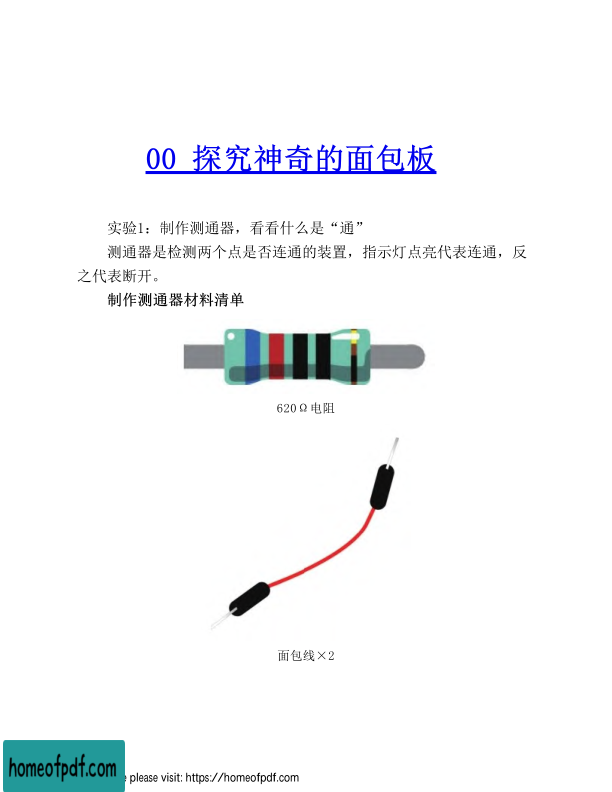 00 探究神奇的面包板
实验1：制作测通器，看看什么是“通”
测通器是检测两个点是否连通的装置，指示灯点亮代表连通，反
之代表断开。
制作测通器材料清单
620Ω电阻
面包线×2
homeofpdf.com
e please visit: https://homeofpdf.com